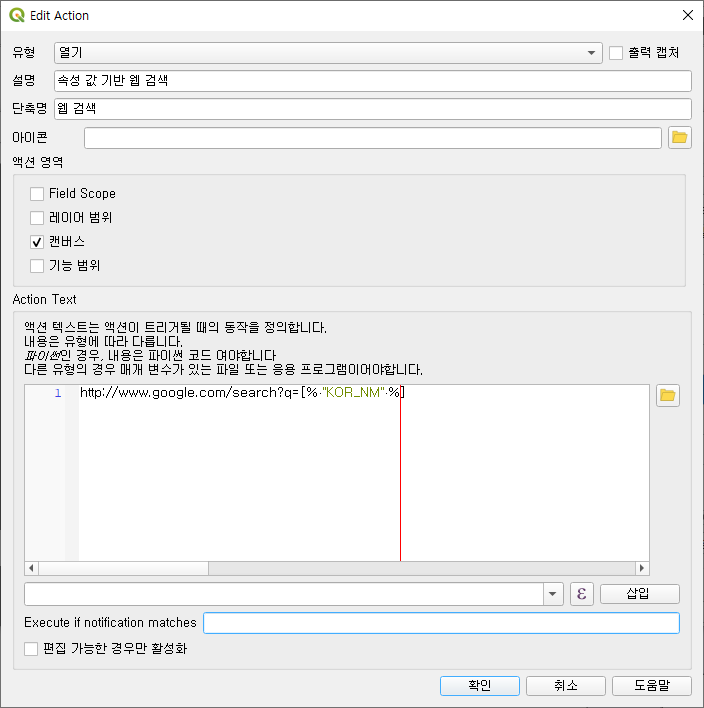 Edit Action
유형 열기 출력 캡처
설명 속성 값 기반 웹 검색
단축명 웹 검색
아이콘
액션 영역
Field Scope
레이어 범위
캔버스
기능 범위
Action Text
액션 텍스트는 액션이 트리거될 때의 동작을 정의합니다.
내용은 유형에 따라 다릅니다.
파이썬인 경우, 내용은 파이썬 코드 여야합니다
다른 유형의 경우 매개 변수가 있는 파일 또는 응용 프로그램이어야합니다.
1 http://www.google.com/search?q=[%·"KOR_NM"·%]
ε 삽입
Execute if notification matches
편집 가능한 경우만 활성화
확인 취소 도움말